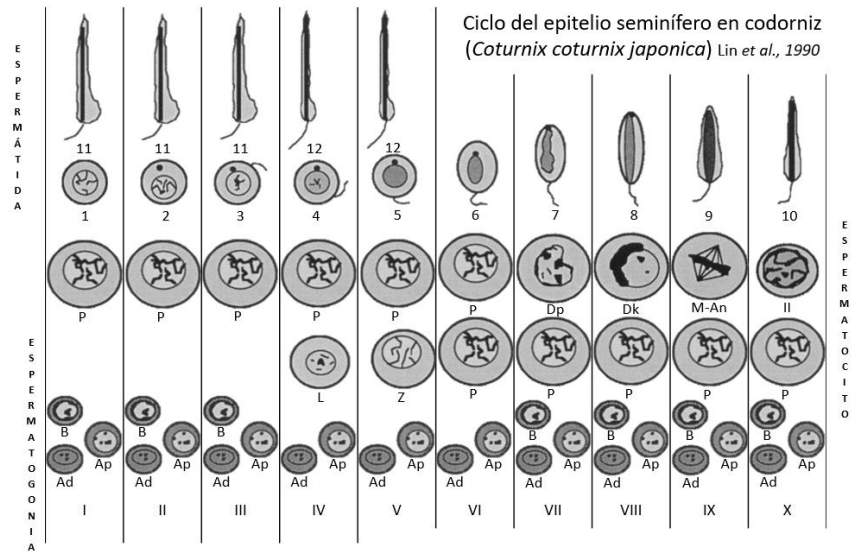 Ciclo del epitelio seminífero en codorniz
(Coturnix coturnix japonica) Lin et al., 1990
ESPERMÁTIDA
11 11 11 12 12
1 2 3 4 5 6 7 8 9 10
ESPERMATOCITO
P P P P P P Dp Dk M-An II
L Z P P P P P
ESPERMATOGONIA
B B B B B B B
Ap Ap Ap Ap Ap Ap Ap Ap Ap Ap
Ad Ad Ad Ad Ad Ad Ad Ad Ad Ad
I II III IV V VI VII VIII IX X